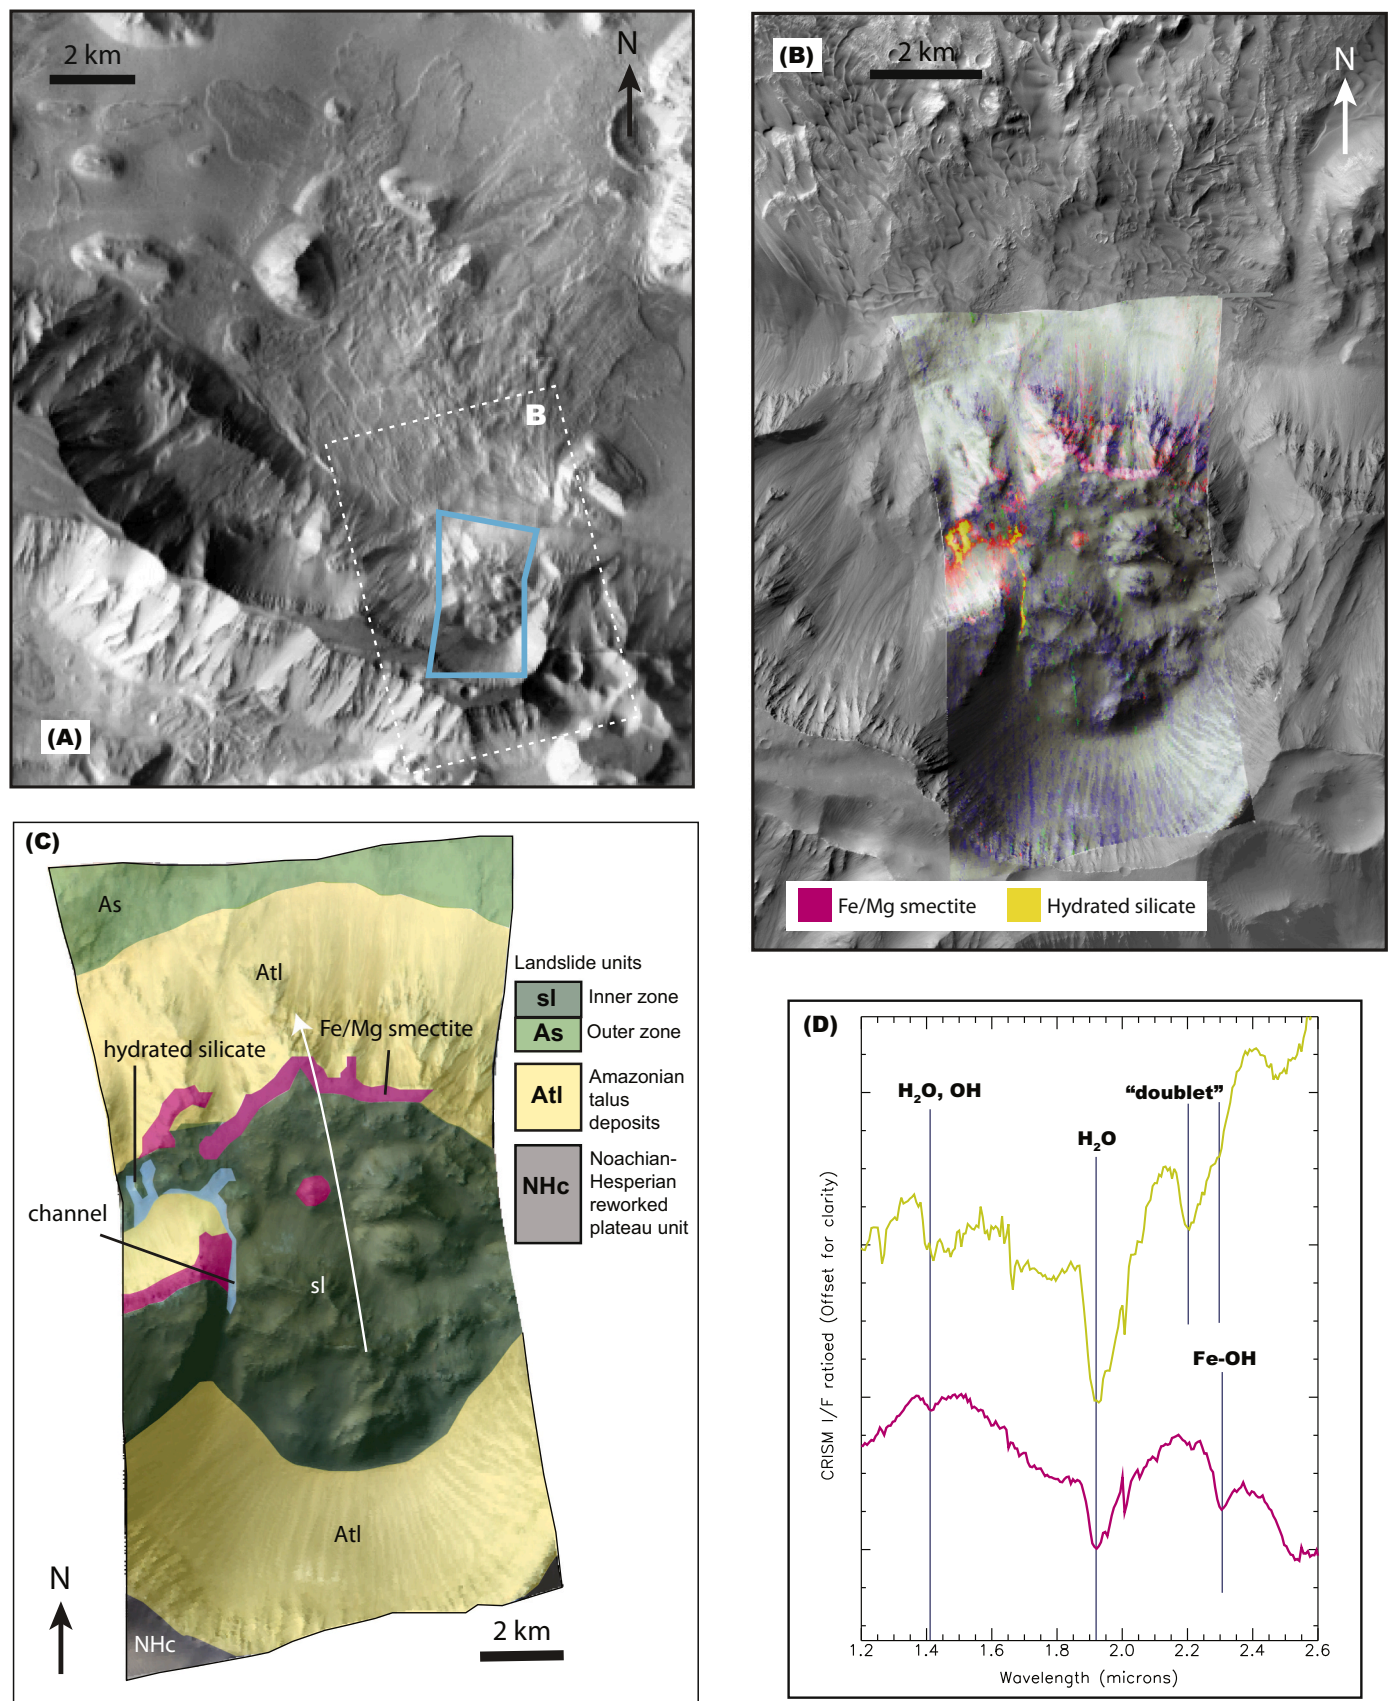 2 km
N
B
(A)
(B)
2 km
N
Fe/Mg smectite
Hydrated silicate
(C)
As
Atl
Fe/Mg smectite
hydrated silicate
channel
sl
Atl
N
NHc
2 km
Landslide units
sl Inner zone
As Outer zone
Atl Amazonian
talus
deposits
NHc Noachian-
Hesperian
reworked
plateau unit
(D)
H₂O, OH
H₂O
“doublet”
Fe-OH
CRISM I/F ratioed (Offset for clarity)
1.2 1.4 1.6 1.8 2.0 2.2 2.4 2.6
Wavelength (microns)